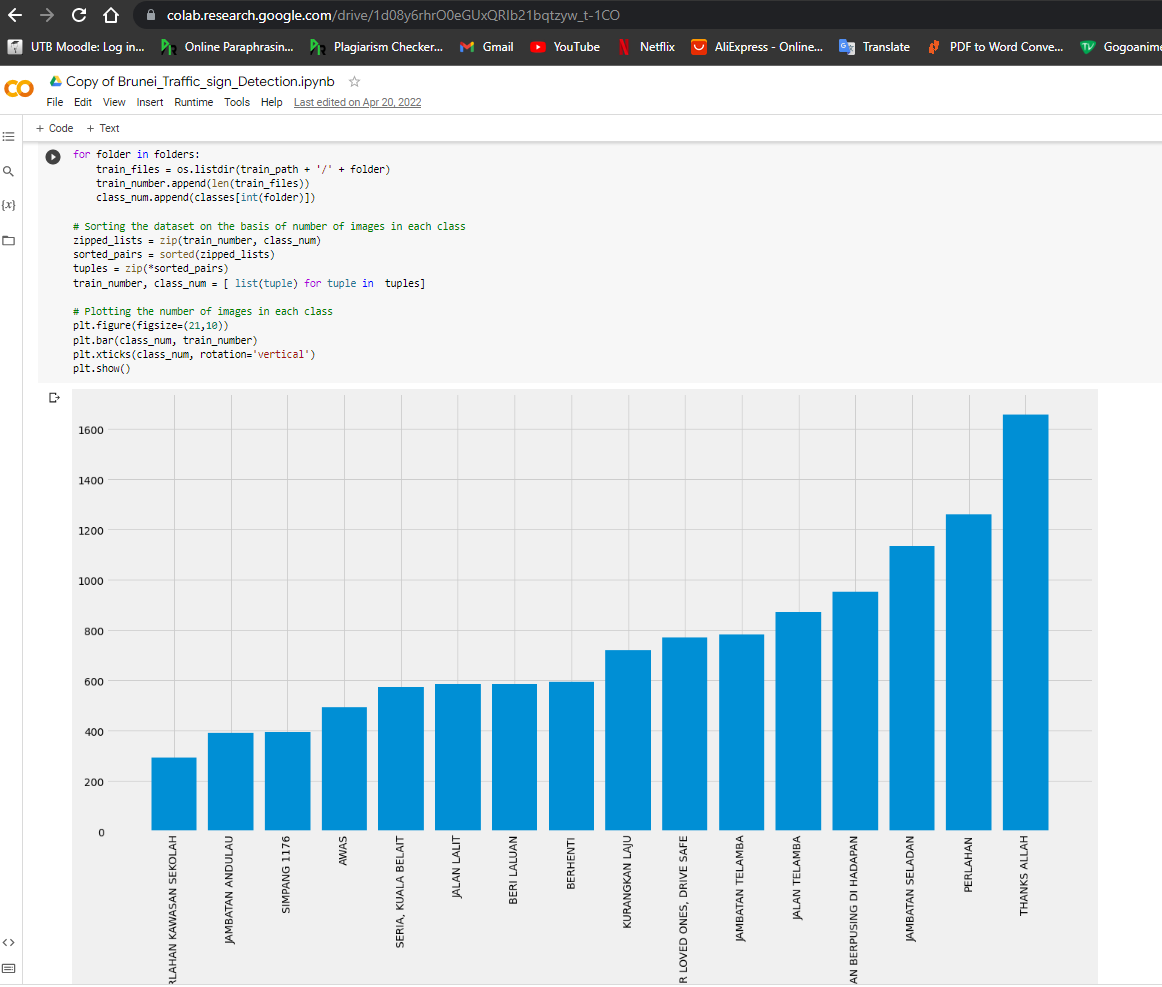 colab.research.google.com/drive/1d08y6rhrO0eGUxQRIb21bqtzyw_t-1CO
UTB Moodle: Log in... Online Paraphrasin... Plagiarism Checker... Gmail YouTube Netflix AliExpress - Online... Translate PDF to Word Conve... Gogoanime
Copy of Brunei_Traffic_sign_Detection.ipynb
File Edit View Insert Runtime Tools Help Last edited on Apr 20, 2022
+ Code + Text
for folder in folders:
train_files = os.listdir(train_path + '/' + folder)
train_number.append(len(train_files))
class_num.append(classes[int(folder)])
# Sorting the dataset on the basis of number of images in each class
zipped_lists = zip(train_number, class_num)
sorted_pairs = sorted(zipped_lists)
tuples = zip(*sorted_pairs)
train_number, class_num = [ list(tuple) for tuple in  tuples]
# Plotting the number of images in each class
plt.figure(figsize=(21,10))
plt.bar(class_num, train_number)
plt.xticks(class_num, rotation='vertical')
plt.show()
1600
1400
1200
1000
800
600
400
200
0
RLAHAN KAWASAN SEKOLAH
JAMBATAN ANDULAU
SIMPANG 1176
AWAS
SERIA, KUALA BELAIT
JALAN LALIT
BERI LALUAN
BERHENTI
KURANGKAN LAJU
R LOVED ONES, DRIVE SAFE
JAMBATAN TELAMBA
JALAN TELAMBA
AN BERPUSING DI HADAPAN
JAMBATAN SELADAN
PERLAHAN
THANKS ALLAH